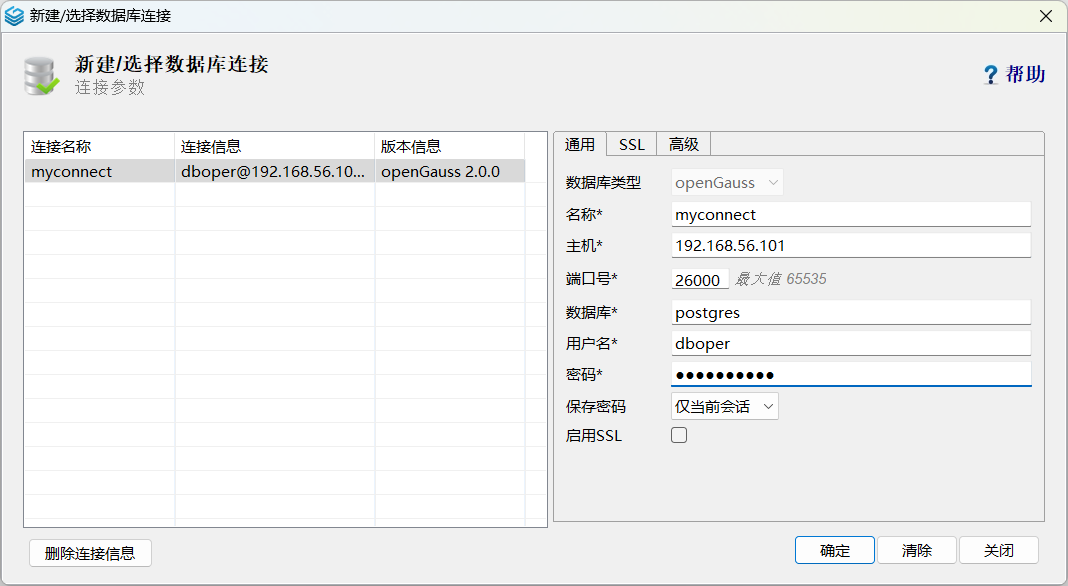 新建/选择数据库连接
新建/选择数据库连接
连接参数
? 帮助
连接名称 连接信息 版本信息
myconnect dboper@192.168.56.10... openGauss 2.0.0
通用 SSL 高级
数据库类型 openGauss
名称* myconnect
主机* 192.168.56.101
端口号* 26000 最大值 65535
数据库* postgres
用户名* dboper
密码* ●●●●●●●●●●
保存密码 仅当前会话
启用SSL
删除连接信息 确定 清除 关闭